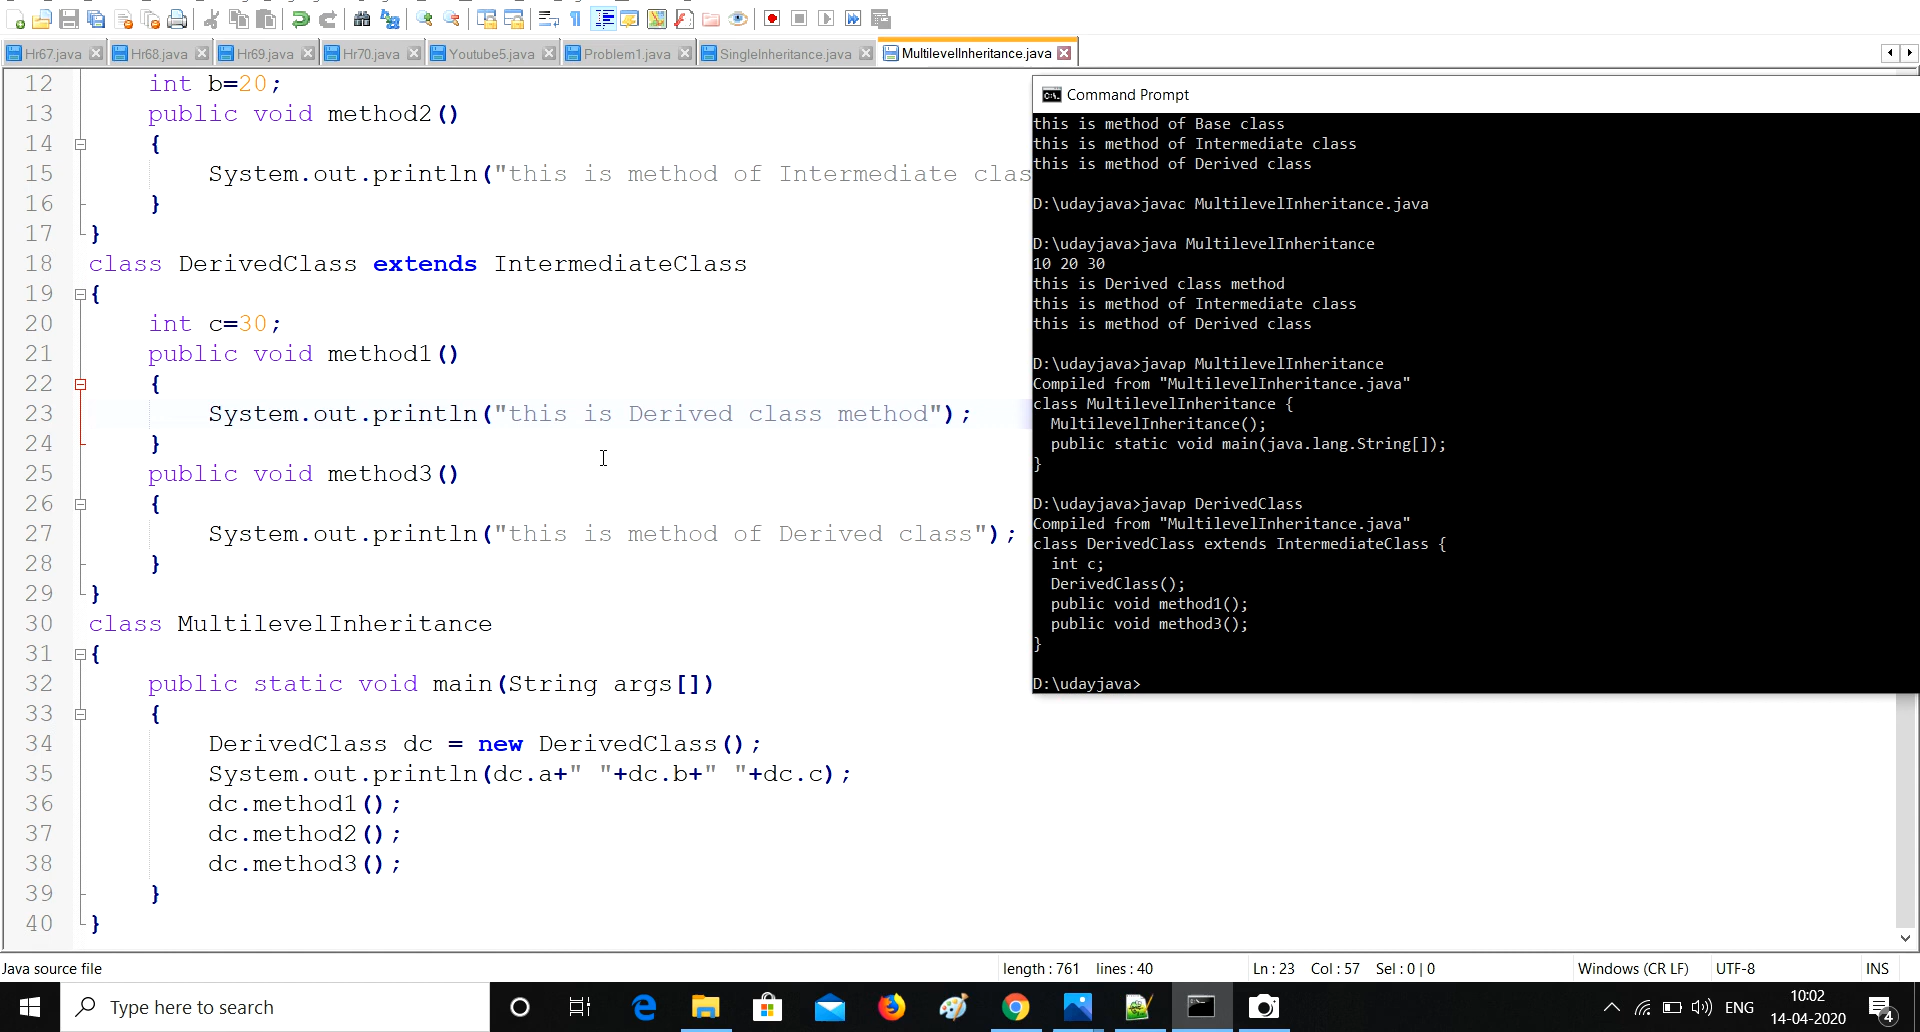 Hr67.java Hr68.java Hr69.java Hr70.java Youtube5.java Problem1.java SingleInheritance.java MultilevelInheritance.java
12 int b=20;
13 public void method2()
14 {
15 System.out.println("this is method of Intermediate clas
16 }
17 }
18 class DerivedClass extends IntermediateClass
19 {
20 int c=30;
21 public void method1()
22 {
23 System.out.println("this is Derived class method");
24 }
25 public void method3()
26 {
27 System.out.println("this is method of Derived class");
28 }
29 }
30 class MultilevelInheritance
31 {
32 public static void main(String args[])
33 {
34 DerivedClass dc = new DerivedClass();
35 System.out.println(dc.a+" "+dc.b+" "+dc.c);
36 dc.method1();
37 dc.method2();
38 dc.method3();
39 }
40 }
Command Prompt
this is method of Base class
this is method of Intermediate class
this is method of Derived class
D:\udayjava>javac MultilevelInheritance.java
D:\udayjava>java MultilevelInheritance
10 20 30
this is Derived class method
this is method of Intermediate class
this is method of Derived class
D:\udayjava>javap MultilevelInheritance
Compiled from "MultilevelInheritance.java"
class MultilevelInheritance {
MultilevelInheritance();
public static void main(java.lang.String[]);
}
D:\udayjava>javap DerivedClass
Compiled from "MultilevelInheritance.java"
class DerivedClass extends IntermediateClass {
int c;
DerivedClass();
public void method1();
public void method3();
}
D:\udayjava>
Java source file length : 761 lines : 40 Ln : 23 Col : 57 Sel : 0 | 0 Windows (CR LF) UTF-8 INS
Type here to search
ENG
10:02
14-04-2020
4